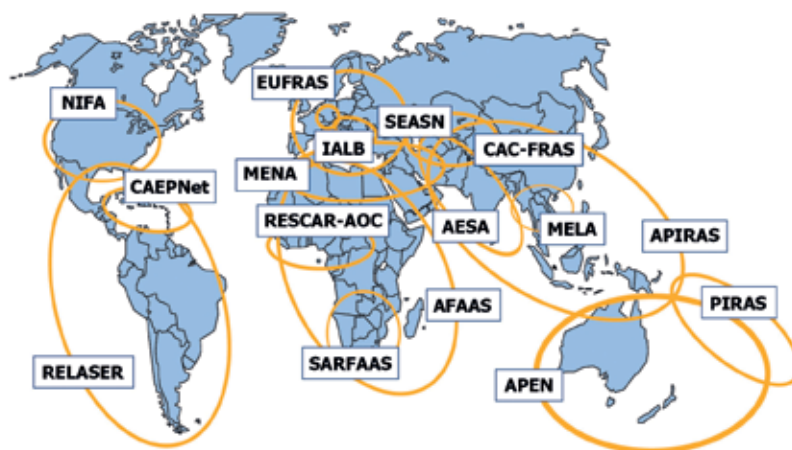 EUFRAS
NIFA
SEASN
IALB
CAC-FRAS
MENA
CAEPNet
RESCAR-AOC
AESA
MELA
APIRAS
PIRAS
AFAAS
SARFAAS
RELASER
APEN